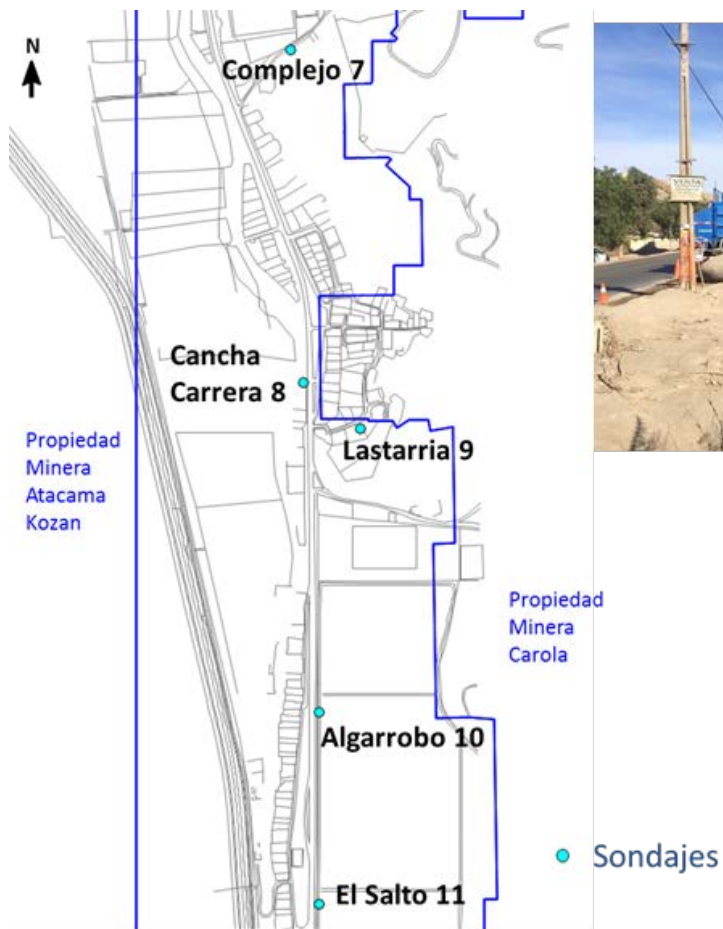 N
Complejo 7
Cancha
Carrera 8
Lastarria 9
Propiedad
Minera
Atacama
Kozan
Propiedad
Minera
Carola
Algarrobo 10
El Salto 11
Sondajes
VENTA